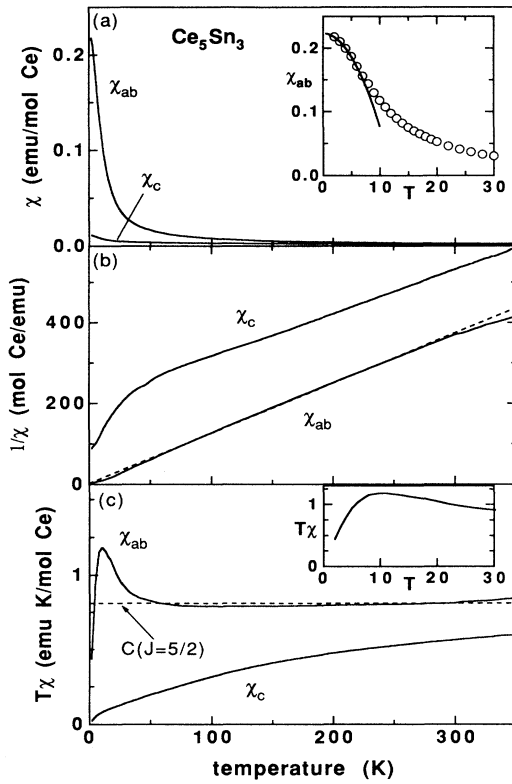 (a)
Ce₅Sn₃
χ (emu/mol Ce)
0.2
0.1
0.0
χab
χc
χab
0.2
0.1
0.0
0
10
20
30
T
(b)
1/χ (mol Ce/emu)
400
200
0
χc
χab
(c)
Tχ (emu K/mol Ce)
1
0
χab
C(J=5/2)
χc
Tχ
1
0
0
10
20
30
T
0
100
200
300
temperature (K)